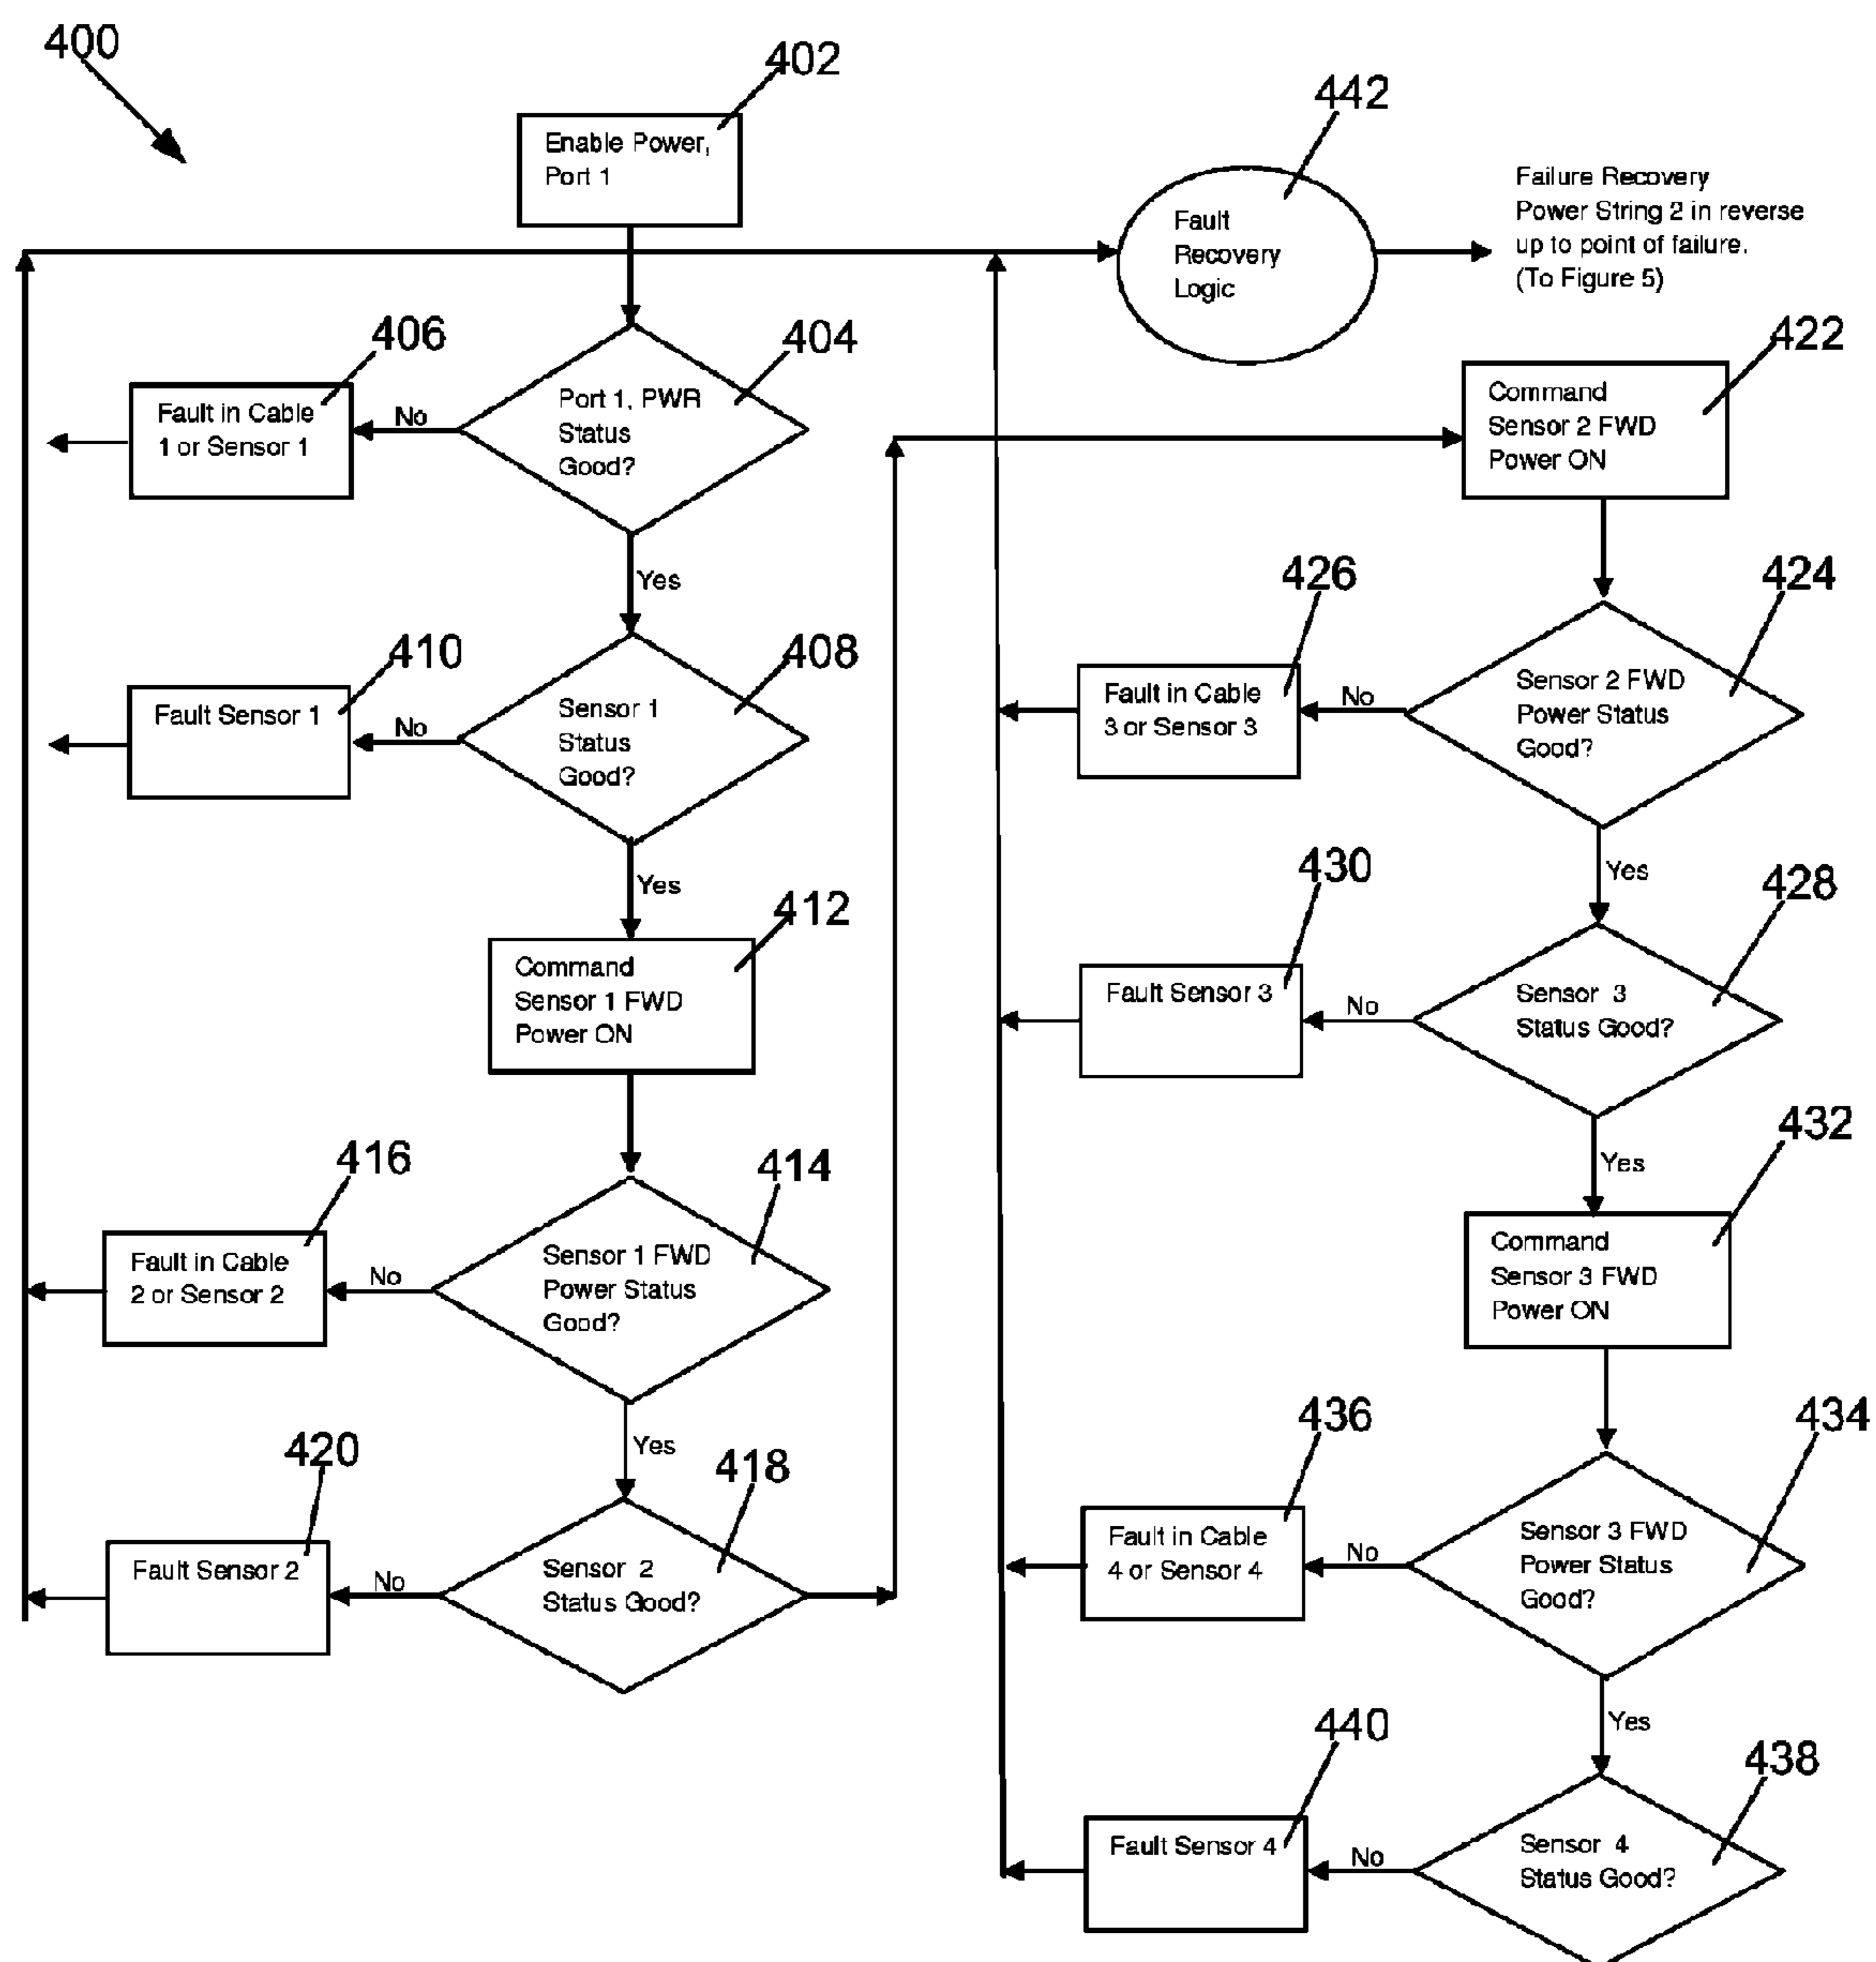 400
402
Enable Power,
Port 1
442
Fault
Recovery
Logic
Failure Recovery
Power String 2 in reverse
up to point of failure.
(To Figure 5)
406
Fault in Cable
1 or Sensor 1
No
404
Port 1, PWR
Status
Good?
Yes
410
Fault Sensor 1
No
408
Sensor 1
Status
Good?
Yes
412
Command
Sensor 1 FWD
Power ON
416
Fault in Cable
2 or Sensor 2
No
414
Sensor 1 FWD
Power Status
Good?
Yes
420
Fault Sensor 2
No
418
Sensor 2
Status Good?
422
Command
Sensor 2 FWD
Power ON
426
Fault in Cable
3 or Sensor 3
No
424
Sensor 2 FWD
Power Status
Good?
Yes
430
Fault Sensor 3
No
428
Sensor 3
Status Good?
Yes
432
Command
Sensor 3 FWD
Power ON
436
Fault in Cable
4 or Sensor 4
No
434
Sensor 3 FWD
Power Status
Good?
Yes
440
Fault Sensor 4
No
438
Sensor 4
Status Good?